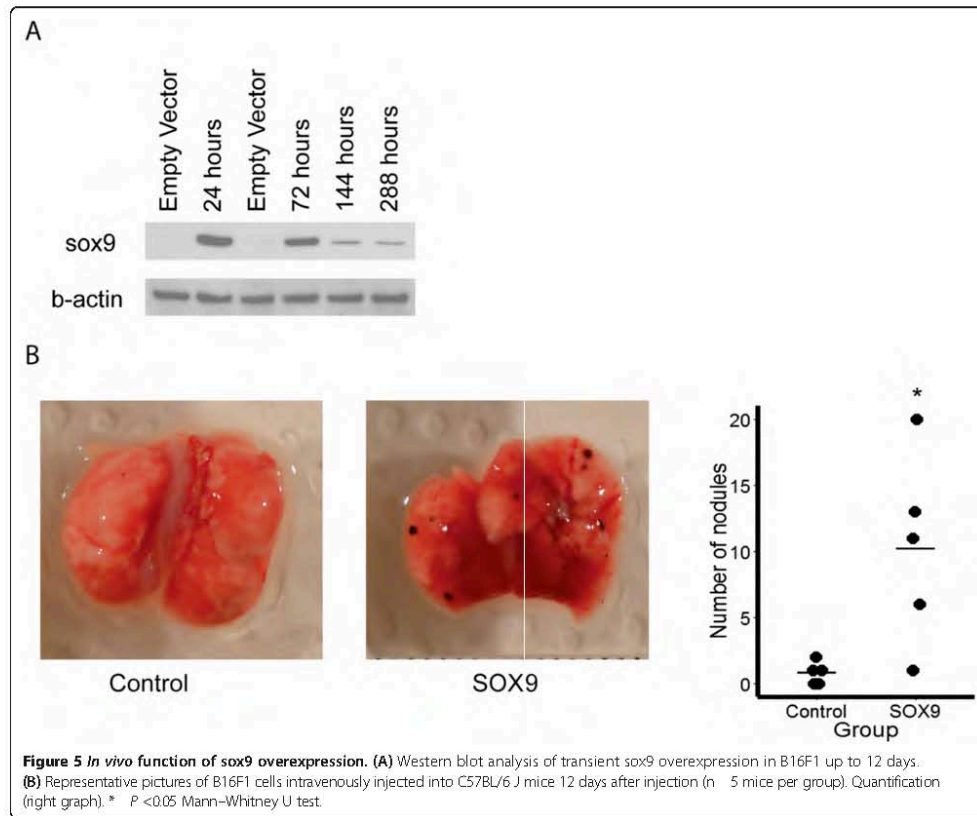 A
Empty Vector
24 hours
Empty Vector
72 hours
144 hours
288 hours
sox9
b-actin
B
Control
SOX9
*
Number of nodules
20
15
10
5
0
Control
SOX9
Group
Figure 5 In vivo function of sox9 overexpression. (A) Western blot analysis of transient sox9 overexpression in B16F1 up to 12 days.
(B) Representative pictures of B16F1 cells intravenously injected into C57BL/6 J mice 12 days after injection (n 5 mice per group). Quantification
(right graph). * P <0.05 Mann–Whitney U test.